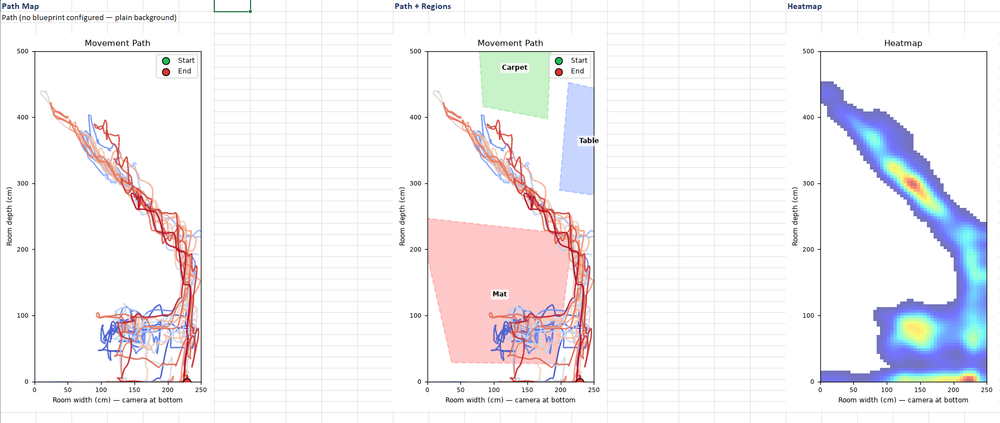 Path Map
Path + Regions
Heatmap
Path (no blueprint configured — plain background)
Movement Path
500
400
300
200
100
0
Room depth (cm)
Start
End
0 50 100 150 200 250
Room width (cm) — camera at bottom
Movement Path
500
400
300
200
100
0
Room depth (cm)
Carpet
Start
End
Table
Mat
0 50 100 150 200 250
Room width (cm) — camera at bottom
Heatmap
500
400
300
200
100
0
Room depth (cm)
0 50 100 150 200 250
Room width (cm) — camera at bottom